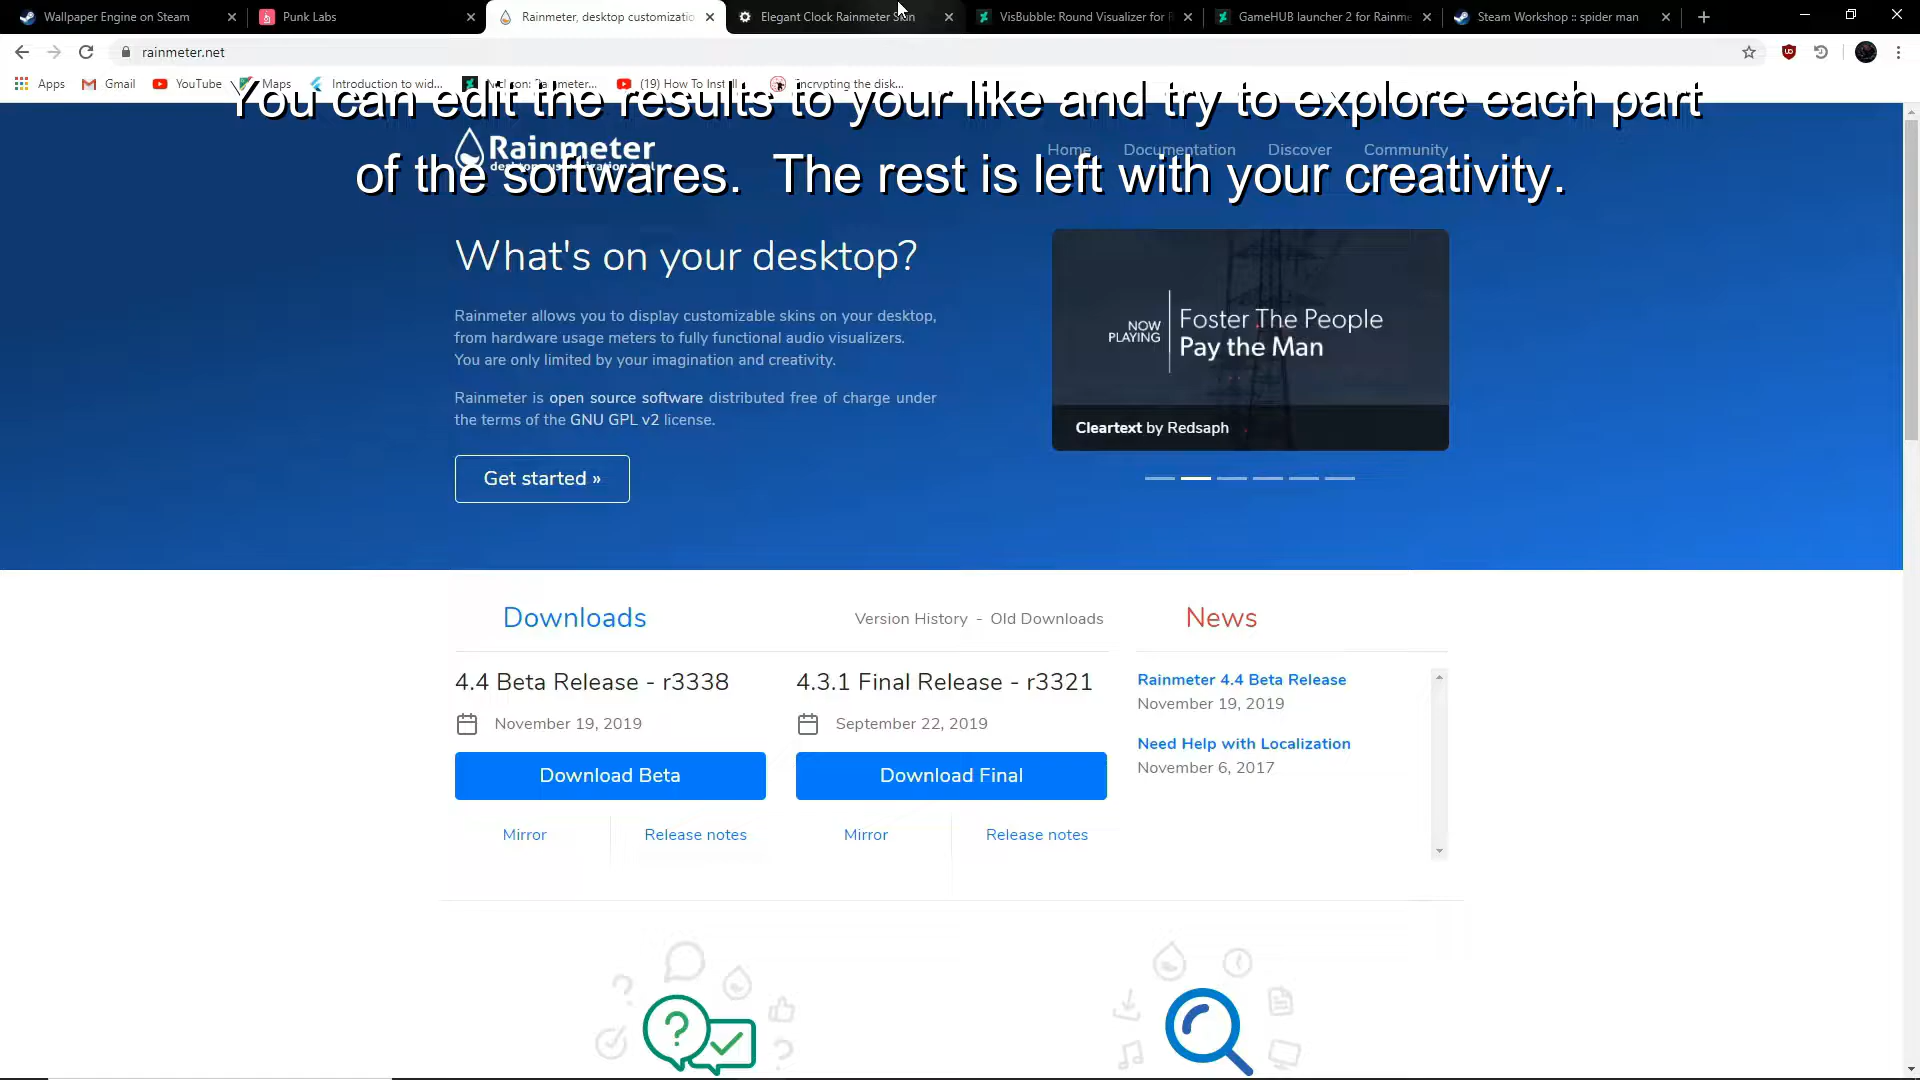 Wallpaper Engine on Steam
Punk Labs
Rainmeter, desktop customizatio
Elegant Clock Rainmeter Skin
VisBubble: Round Visualizer for R
GameHUB launcher 2 for Rainme
Steam Workshop :: spider man
rainmeter.net
Apps
Gmail
YouTube
Maps
Introduction to wid...
(19) How To Install
Encrypting the disk...
You can edit the results to your like and try to explore each part
of the softwares. The rest is left with your creativity.
Rainmeter
Home
Documentation
Discover
Community
What's on your desktop?
Rainmeter allows you to display customizable skins on your desktop,
from hardware usage meters to fully functional audio visualizers.
You are only limited by your imagination and creativity.
Rainmeter is open source software distributed free of charge under
the terms of the GNU GPL v2 license.
Get started »
NOW
PLAYING
Foster The People
Pay the Man
Cleartext by Redsaph
Downloads
Version History - Old Downloads
News
4.4 Beta Release - r3338
November 19, 2019
Download Beta
Mirror
Release notes
4.3.1 Final Release - r3321
September 22, 2019
Download Final
Mirror
Release notes
Rainmeter 4.4 Beta Release
November 19, 2019
Need Help with Localization
November 6, 2017